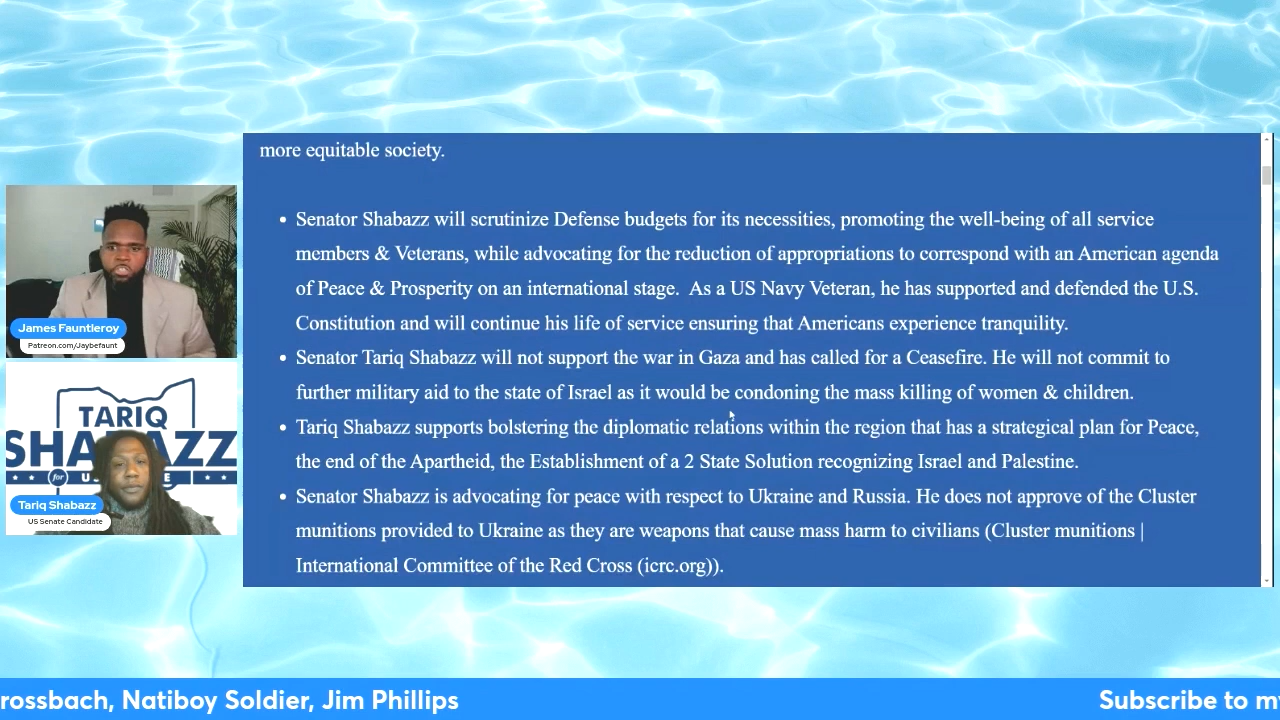 more equitable society.
• Senator Shabazz will scrutinize Defense budgets for its necessities, promoting the well-being of all service
members & Veterans, while advocating for the reduction of appropriations to correspond with an American agenda
of Peace & Prosperity on an international stage.  As a US Navy Veteran, he has supported and defended the U.S.
Constitution and will continue his life of service ensuring that Americans experience tranquility.
• Senator Tariq Shabazz will not support the war in Gaza and has called for a Ceasefire. He will not commit to
further military aid to the state of Israel as it would be condoning the mass killing of women & children.
• Tariq Shabazz supports bolstering the diplomatic relations within the region that has a strategical plan for Peace,
the end of the Apartheid, the Establishment of a 2 State Solution recognizing Israel and Palestine.
• Senator Shabazz is advocating for peace with respect to Ukraine and Russia. He does not approve of the Cluster
munitions provided to Ukraine as they are weapons that cause mass harm to civilians (Cluster munitions |
International Committee of the Red Cross (icrc.org)).
James Fauntleroy
Patreon.com/Jaybefaunt
TARIQ
for
Tariq Shabazz
US Senate Candidate
rossbach, Natiboy Soldier, Jim Phillips
Subscribe to my